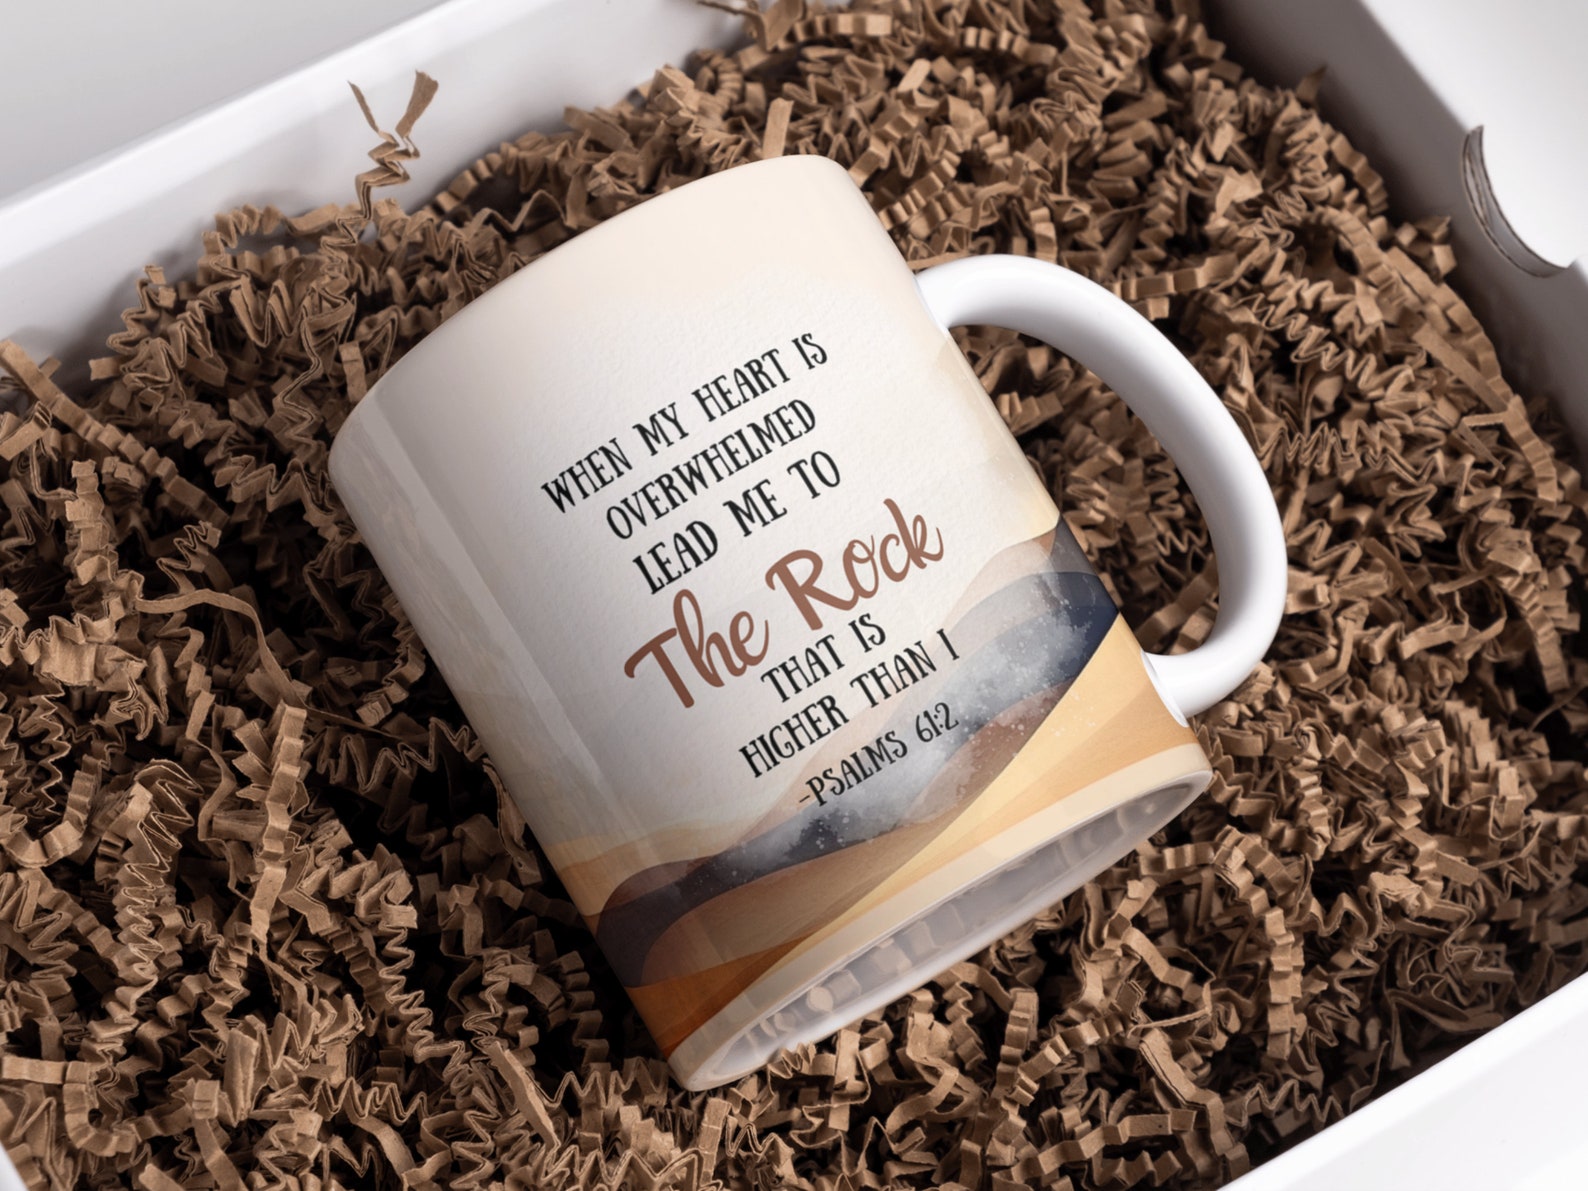 WHEN MY HEART IS
OVERWHELMED
LEAD ME TO
The Rock
THAT IS
HIGHER THAN I
-PSALMS 61:2